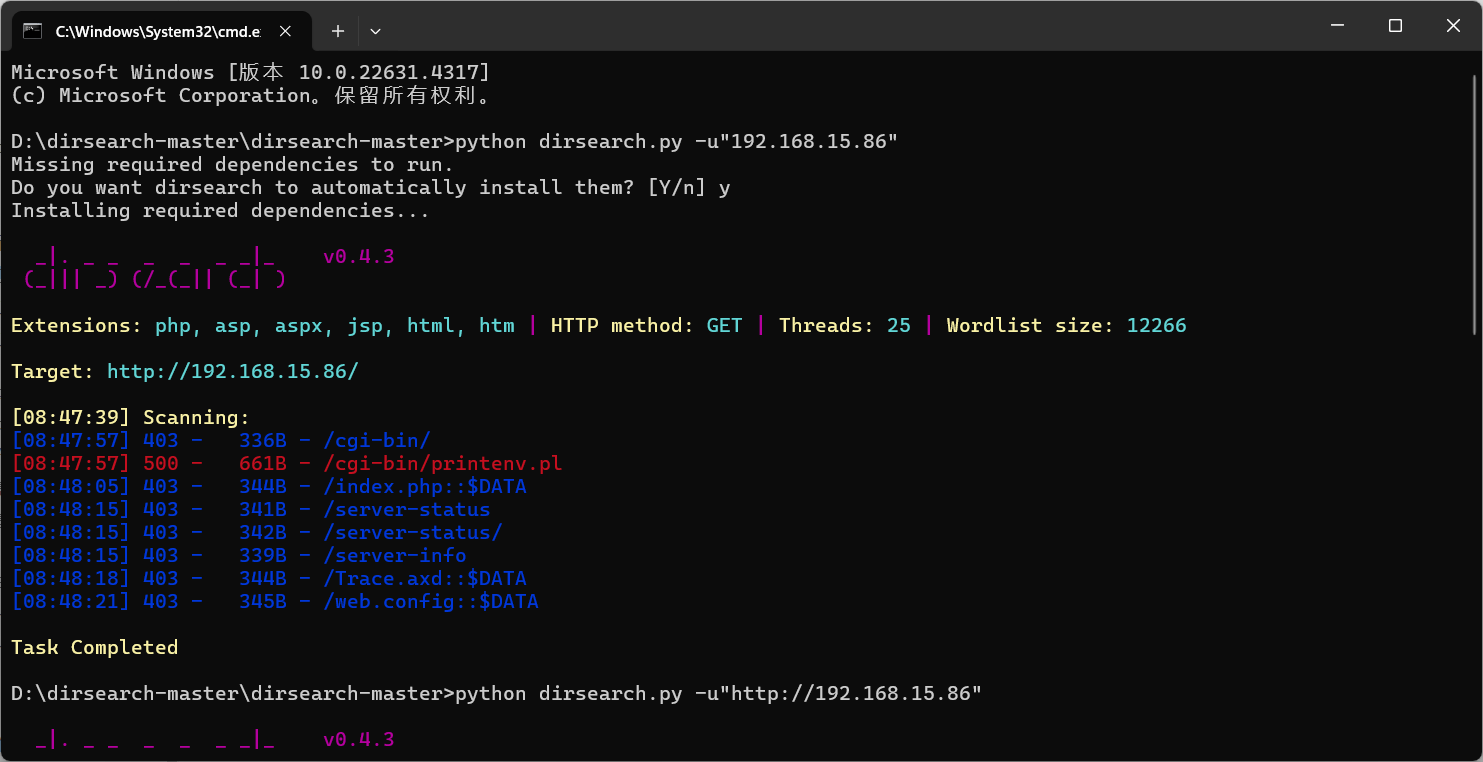 C:\Windows\System32\cmd.e
Microsoft Windows [版本 10.0.22631.4317]
(c) Microsoft Corporation。保留所有权利。
D:\dirsearch-master\dirsearch-master>python dirsearch.py -u"192.168.15.86"
Missing required dependencies to run.
Do you want dirsearch to automatically install them? [Y/n] y
Installing required dependencies...
  _|. _ _  _  _  _ _|_    v0.4.3
 (_||| _) (/_(_|| (_| )
Extensions: php, asp, aspx, jsp, html, htm | HTTP method: GET | Threads: 25 | Wordlist size: 12266
Target: http://192.168.15.86/
[08:47:39] Scanning:
[08:47:57] 403 -   336B - /cgi-bin/
[08:47:57] 500 -   661B - /cgi-bin/printenv.pl
[08:48:05] 403 -   344B - /index.php::$DATA
[08:48:15] 403 -   341B - /server-status
[08:48:15] 403 -   342B - /server-status/
[08:48:15] 403 -   339B - /server-info
[08:48:18] 403 -   344B - /Trace.axd::$DATA
[08:48:21] 403 -   345B - /web.config::$DATA
Task Completed
D:\dirsearch-master\dirsearch-master>python dirsearch.py -u"http://192.168.15.86"
  _|. _ _  _  _  _ _|_    v0.4.3